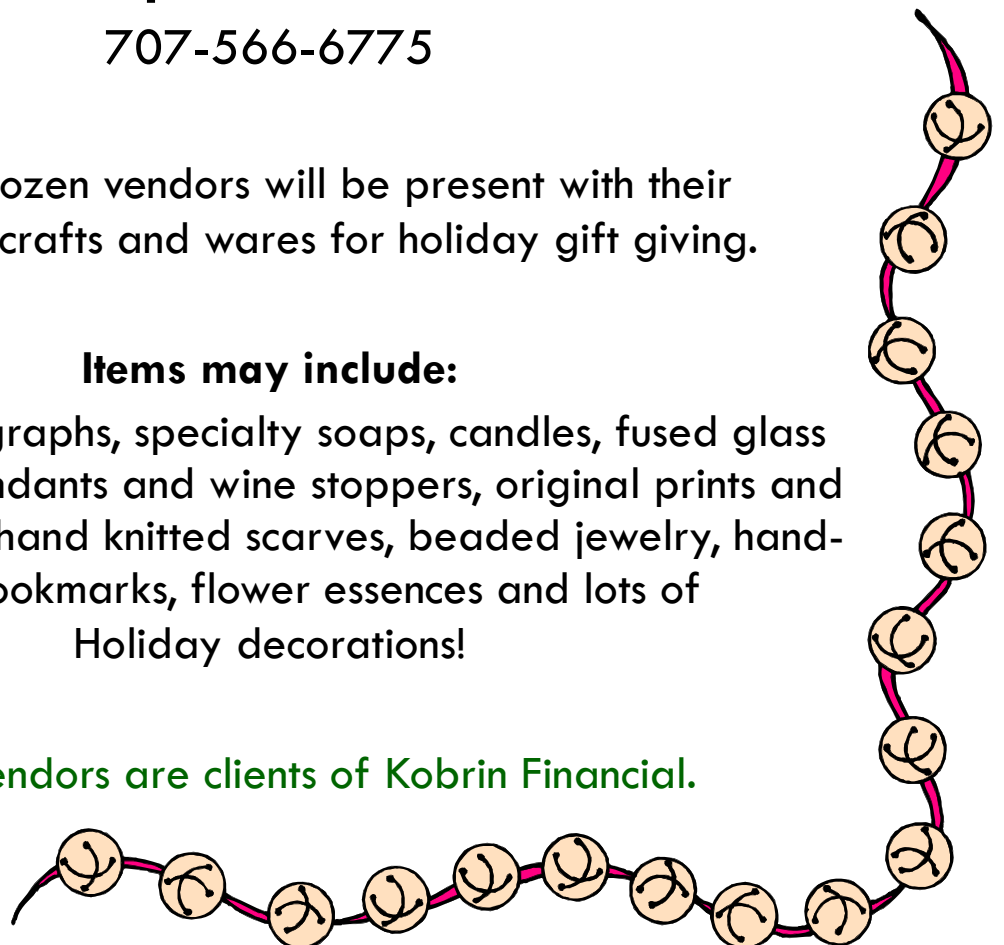 707-566-6775
ozen vendors will be present with their
crafts and wares for holiday gift giving.
Items may include:
graphs, specialty soaps, candles, fused glass
ndants and wine stoppers, original prints and
hand knitted scarves, beaded jewelry, hand-
ookmarks, flower essences and lots of
Holiday decorations!
endors are clients of Kobrin Financial.